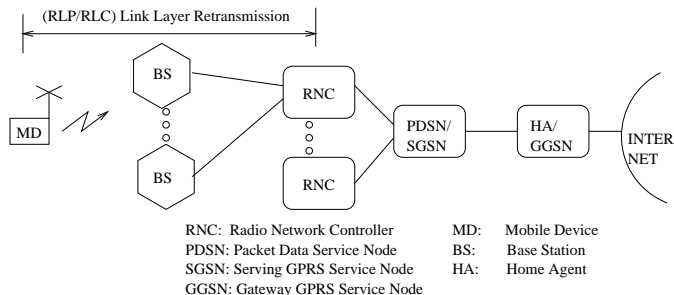 (RLP/RLC) Link Layer Retransmission
BS
RNC
MD
PDSN/
SGSN
HA/
GGSN
INTER
NET
BS
RNC
RNC: Radio Network Controller
MD: Mobile Device
PDSN: Packet Data Service Node
BS: Base Station
SGSN: Serving GPRS Service Node
HA: Home Agent
GGSN: Gateway GPRS Service Node